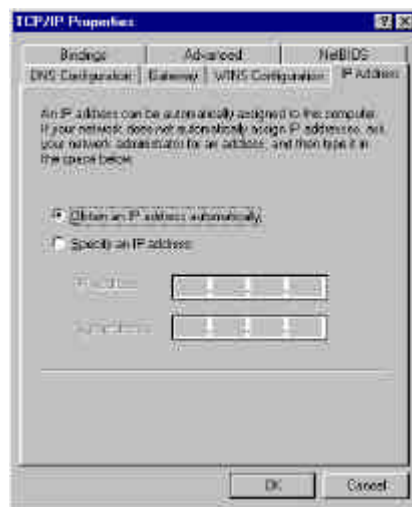 TCP/IP Properties
Bindings Advanced NetBIOS
DNS Configuration Gateway WINS Configuration IP Address
An IP address can be automatically assigned to this computer.
If your network does not automatically assign IP addresses, ask
your network administrator for an address, and then type it in
the space below.
Obtain an IP address automatically
Specify an IP address:
IP Address:
OK Cancel